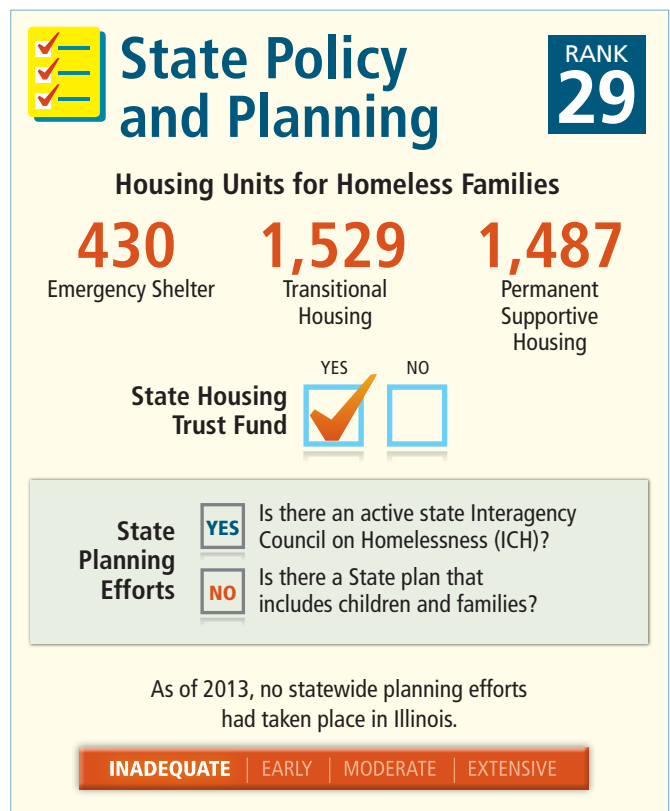 State Policy
and Planning
RANK
29
Housing Units for Homeless Families
430
Emergency Shelter
1,529
Transitional
Housing
1,487
Permanent
Supportive
Housing
YES NO
State Housing
Trust Fund
State
Planning
Efforts
YES
Is there an active state Interagency
Council on Homelessness (ICH)?
NO
Is there a State plan that
includes children and families?
As of 2013, no statewide planning efforts
had taken place in Illinois.
INADEQUATE | EARLY | MODERATE | EXTENSIVE